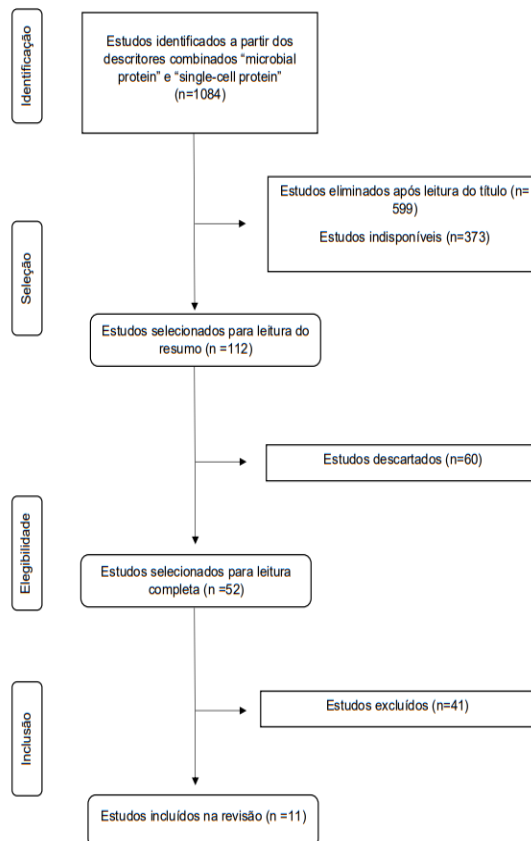 Identificação
Estudos identificados a partir dos
descritores combinados “microbial
protein” e “single-cell protein”
(n=1084)
Estudos eliminados após leitura do título (n=
599)
Estudos indisponíveis (n=373)
Seleção
Estudos selecionados para leitura do
resumo (n =112)
Estudos descartados (n=60)
Elegibilidade
Estudos selecionados para leitura
completa (n =52)
Estudos excluídos (n=41)
Inclusão
Estudos incluídos na revisão (n =11)